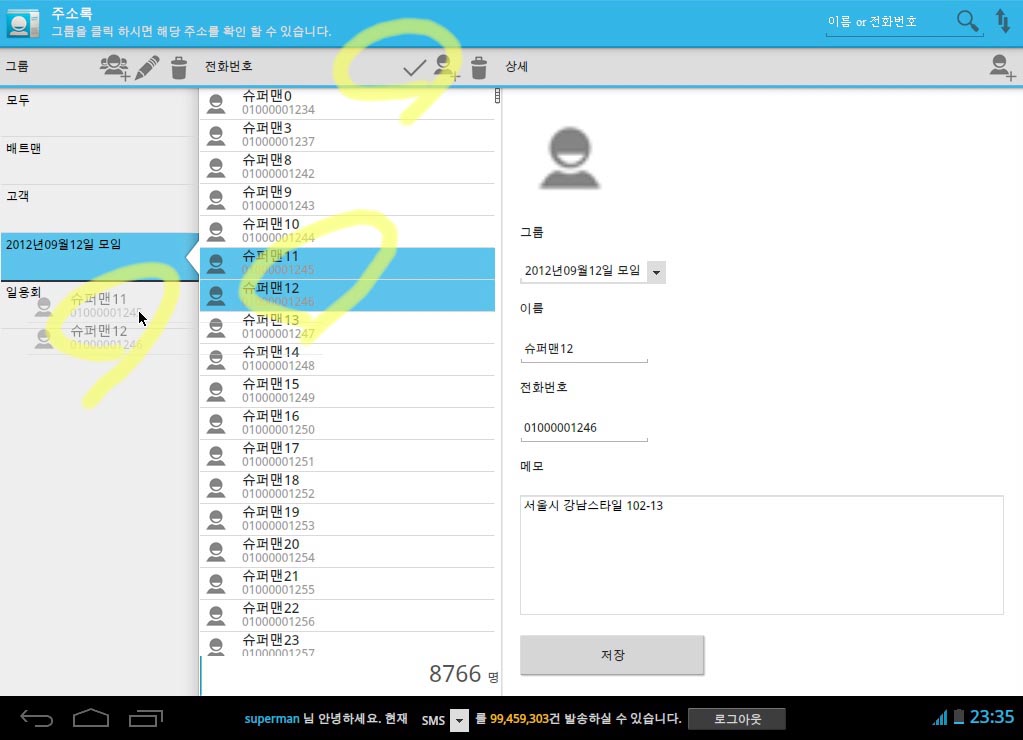 주소록
그룹을 클릭 하시면 해당 주소를 확인 할 수 있습니다.
이름 or 전화번호
그룹
전화번호
상세
모두
배트맨
고객
2012년09월12일 모임
일용회
슈퍼맨11
0100000124
슈퍼맨12
01000001246
슈퍼맨0
01000001234
슈퍼맨3
01000001237
슈퍼맨8
01000001242
슈퍼맨9
01000001243
슈퍼맨10
01000001244
슈퍼맨11
01000001245
슈퍼맨12
01000001246
슈퍼맨13
01000001247
슈퍼맨14
01000001248
슈퍼맨15
01000001249
슈퍼맨16
01000001250
슈퍼맨17
01000001251
슈퍼맨18
01000001252
슈퍼맨19
01000001253
슈퍼맨20
01000001254
슈퍼맨21
01000001255
슈퍼맨22
01000001256
슈퍼맨23
01000001257
8766 명
그룹
2012년09월12일 모임
이름
슈퍼맨12
전화번호
01000001246
메모
서울시 강남스타일 102-13
저장
superman 님 안녕하세요. 현재 SMS 를 99,459,303건 발송하실 수 있습니다.
로그아웃
23:35